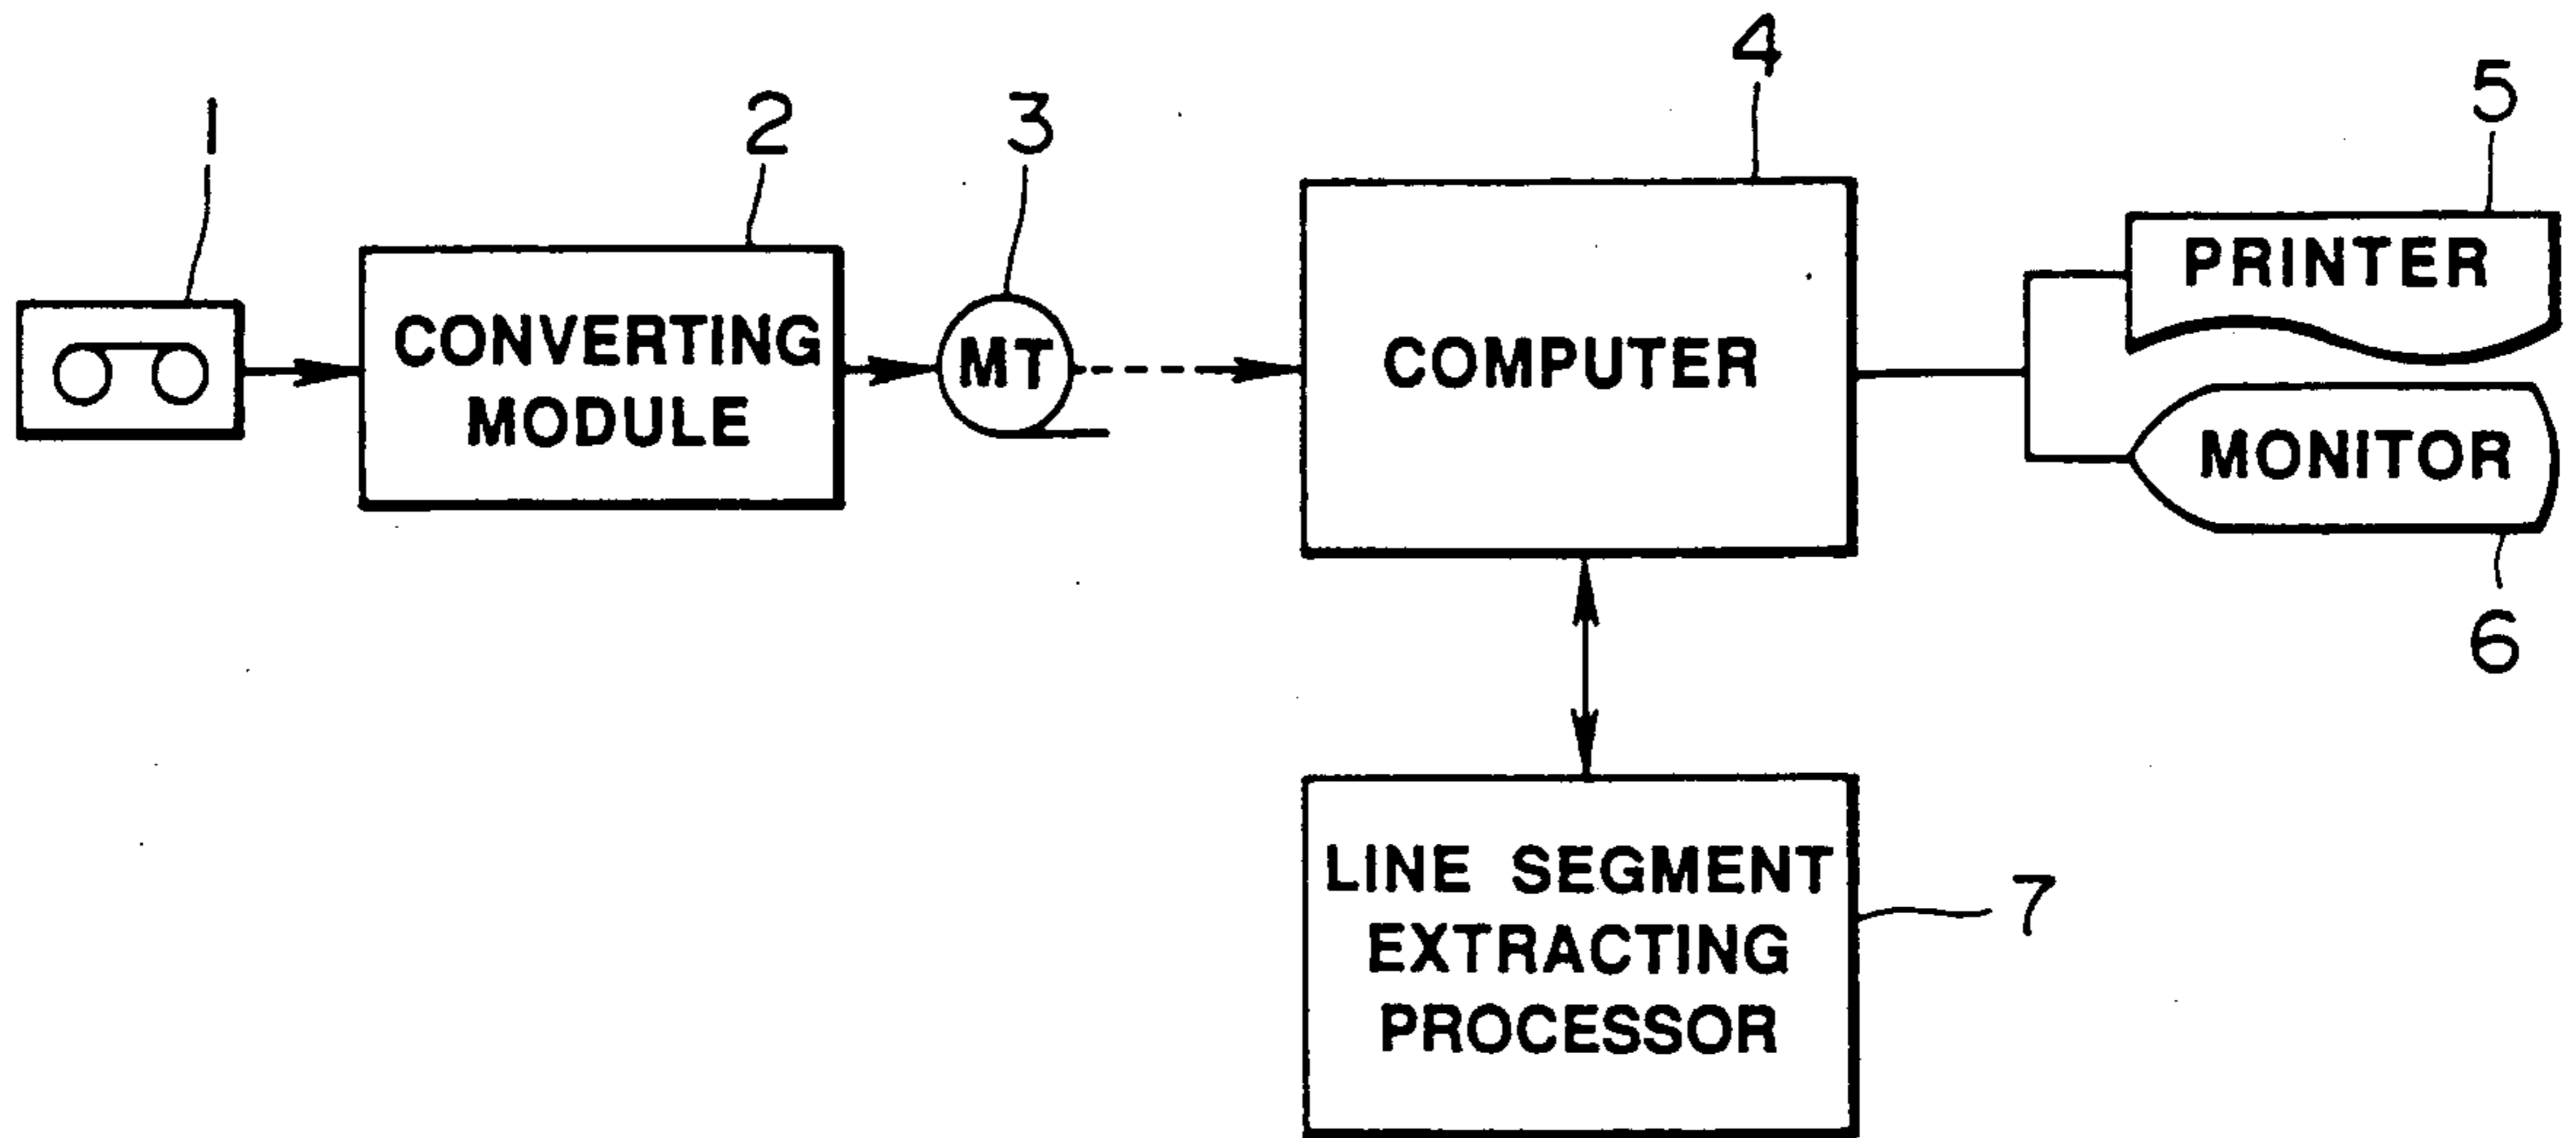 1
2
3
4
5
CONVERTING
MODULE
MT
COMPUTER
PRINTER
MONITOR
6
LINE SEGMENT
EXTRACTING
PROCESSOR
7